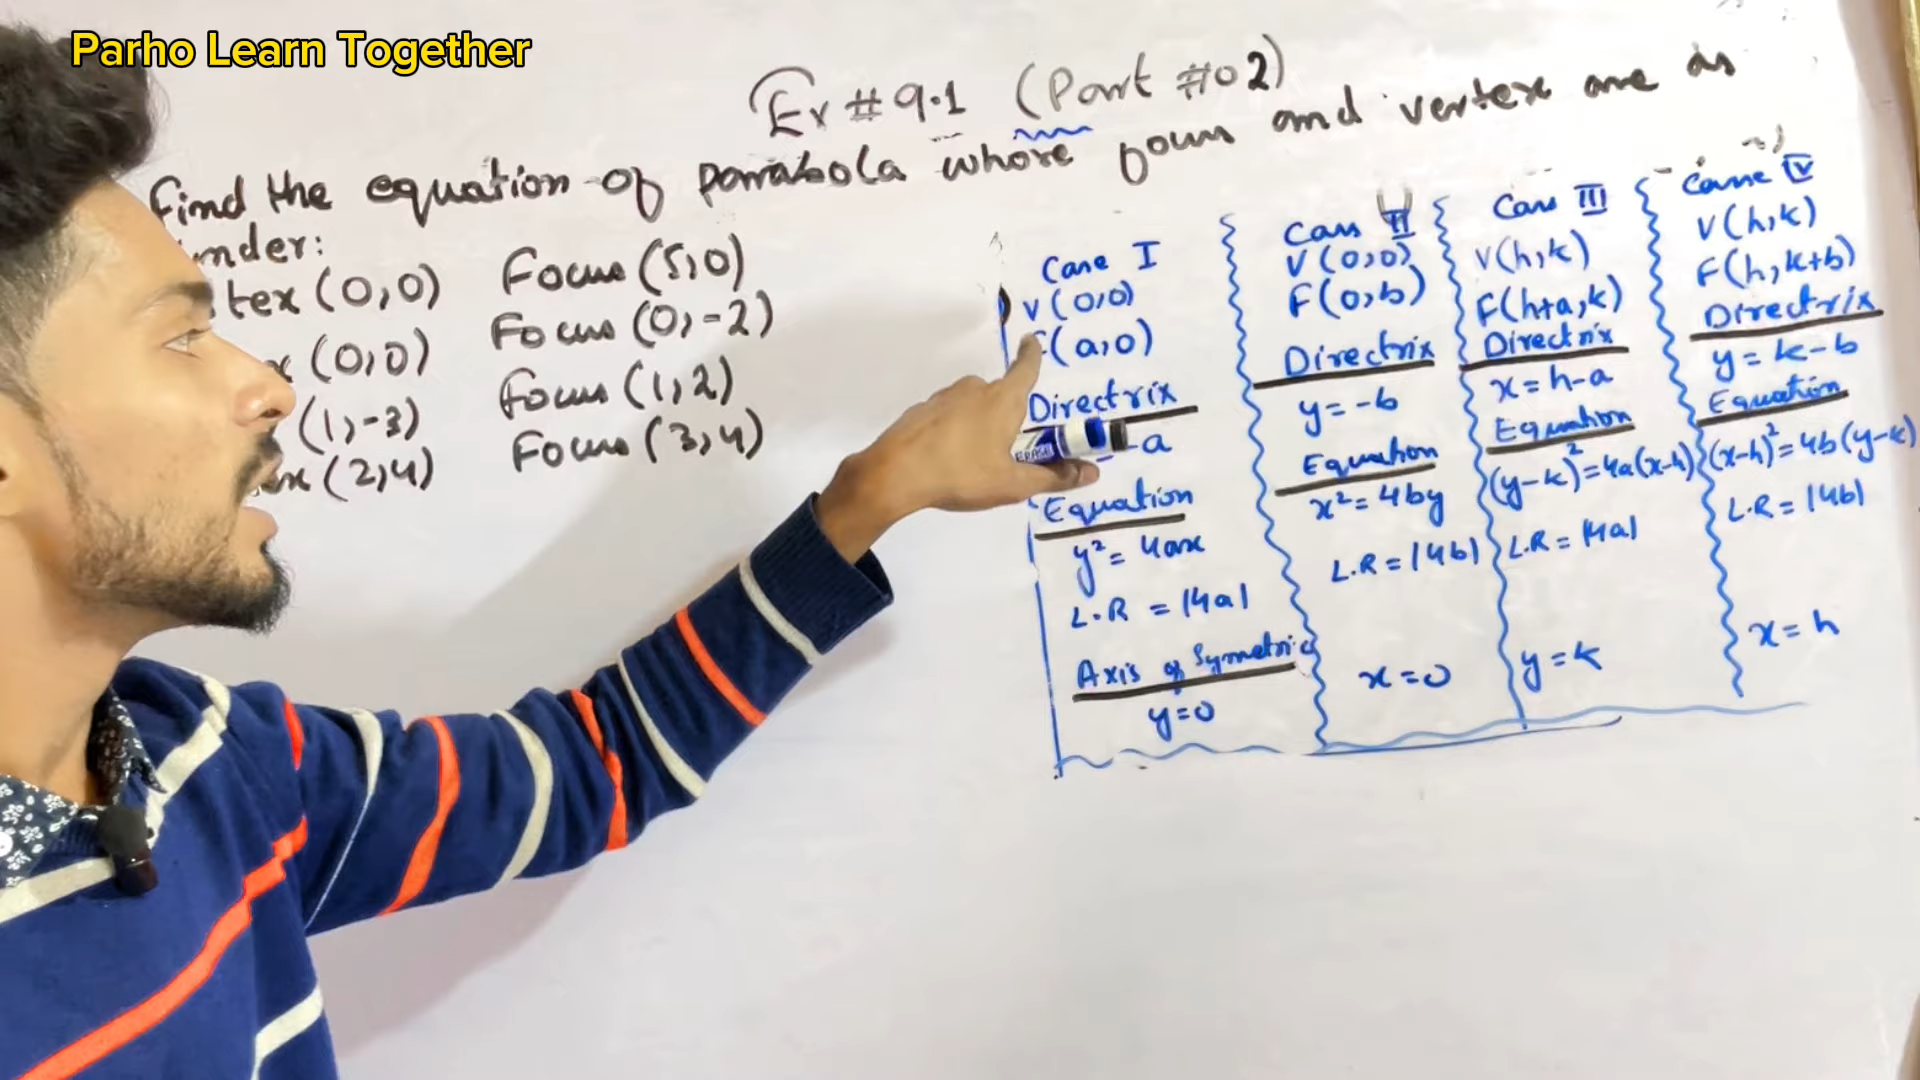 Parho Learn Together
Ex # 9.1 (Part #02)
Find the equation of parabola whose focus and vertex are as
under:
tex (0,0) Focus (5,0)
x (0,0) Focus (0,-2)
(1,-3) Focus (1,2)
ex (2,4) Focus (3,4)
Case I
V(0,0)
F(a,0)
Directrix
-a
Equation
y² = 4ax
L.R = |4a|
Axis of Symetric
y=0
Case II
V(0,0)
F(0,b)
Directrix
y = -b
Equation
x² = 4by
L.R = |4b|
x = 0
Case III
V(h,k)
F(h+a,k)
Directrix
x = h-a
Equation
(y-k)² = 4a(x-h)
L.R = |4a|
y = k
Case IV
V(h,k)
F(h,k+b)
Directrix
y = k-b
Equation
(x-h)² = 4b(y-k)
L.R = |4b|
x = h